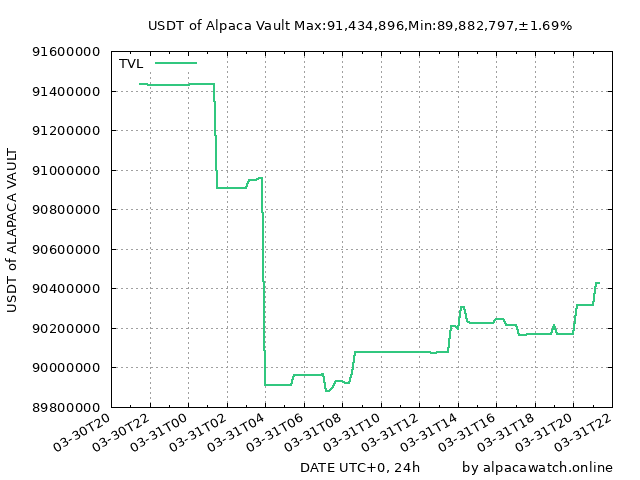 USDT of Alpaca Vault Max:91,434,896,Min:89,882,797,±1.69%
TVL
91600000
91400000
91200000
91000000
90800000
90600000
90400000
90200000
90000000
89800000
USDT of ALAPACA VAULT
03-30T20
03-30T22
03-31T00
03-31T02
03-31T04
03-31T06
03-31T08
03-31T10
03-31T12
03-31T14
03-31T16
03-31T18
03-31T20
03-31T22
DATE UTC+0, 24h
by alpacawatch.online